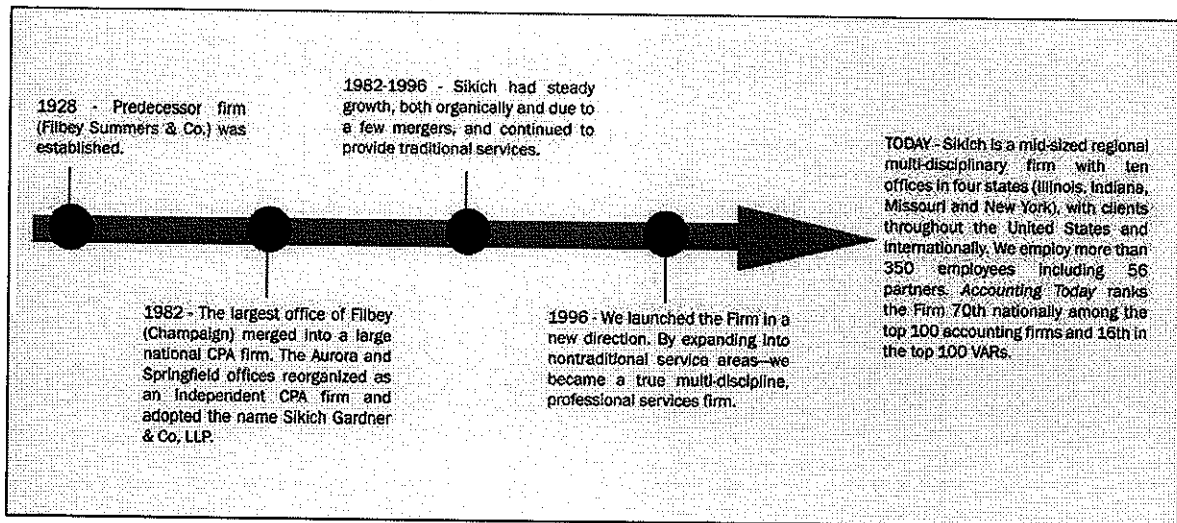 1928 - Predecessor firm
(Filbey Summers & Co.) was
established.
1982 - The largest office of Filbey
(Champaign) merged into a large
national CPA firm. The Aurora and
Springfield offices reorganized as
an independent CPA firm and
adopted the name Sikich Gardner
& Co, LLP.
1982-1996 - Sikich had steady
growth, both organically and due to
a few mergers, and continued to
provide traditional services.
1996 - We launched the Firm in a
new direction. By expanding into
nontraditional service areas—we
became a true multi-discipline,
professional services firm.
TODAY - Sikich is a mid-sized regional
multi-disciplinary firm with ten
offices in four states (Illinois, Indiana,
Missouri and New York), with clients
throughout the United States and
internationally. We employ more than
350 employees including 56
partners. Accounting Today ranks
the Firm 70th nationally among the
top 100 accounting firms and 16th in
the top 100 VARs.